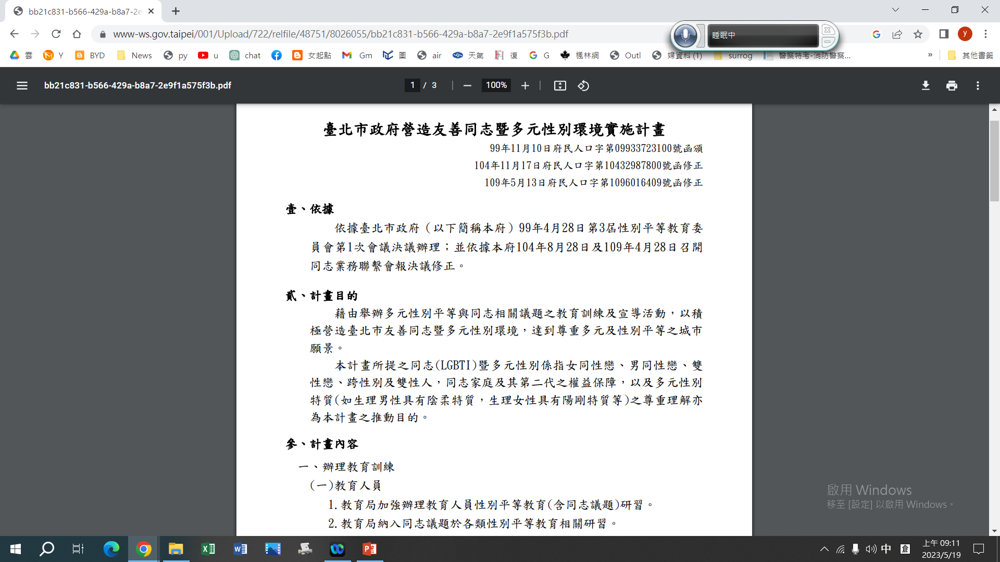 bb21c831-b566-429a-b8a7-2e
www-ws.gov.taipei/001/Upload/722/relfile/48751/8026055/bb21c831-b566-429a-b8a7-2e9f1a575f3b.pdf
睡眠中
y
雲 Y BYD News py u chat 女起點 Gm 圖 air 天氣 復 G 楓林網 Outl 婦資料 (1) surrog 警察特考-消防警察... » 其他書籤
bb21c831-b566-429a-b8a7-2e9f1a575f3b.pdf
1 / 3
100%
臺北市政府營造友善同志暨多元性別環境實施計畫
99年11月10日府民人口字第09933723100號函頒
104年11月17日府民人口字第10432987800號函修正
109年5月13日府民人口字第1096016409號函修正
壹、依據
依據臺北市政府（以下簡稱本府）99年4月28日第3屆性別平等教育委
員會第1次會議決議辦理；並依據本府104年8月28日及109年4月28日召開
同志業務聯繫會報決議修正。
貳、計畫目的
藉由舉辦多元性別平等與同志相關議題之教育訓練及宣導活動，以積
極營造臺北市友善同志暨多元性別環境，達到尊重多元及性別平等之城市
願景。
本計畫所提之同志(LGBTI)暨多元性別係指女同性戀、男同性戀、雙
性戀、跨性別及雙性人，同志家庭及其第二代之權益保障，以及多元性別
特質(如生理男性具有陰柔特質，生理女性具有陽剛特質等)之尊重理解亦
為本計畫之推動目的。
參、計畫內容
一、辦理教育訓練
(一)教育人員
1.教育局加強辦理教育人員性別平等教育(含同志議題)研習。
2.教育局納入同志議題於各類性別平等教育相關研習。
啟用 Windows
移至 [設定] 以啟用 Windows。
中
倉
上午 09:11
2023/5/19